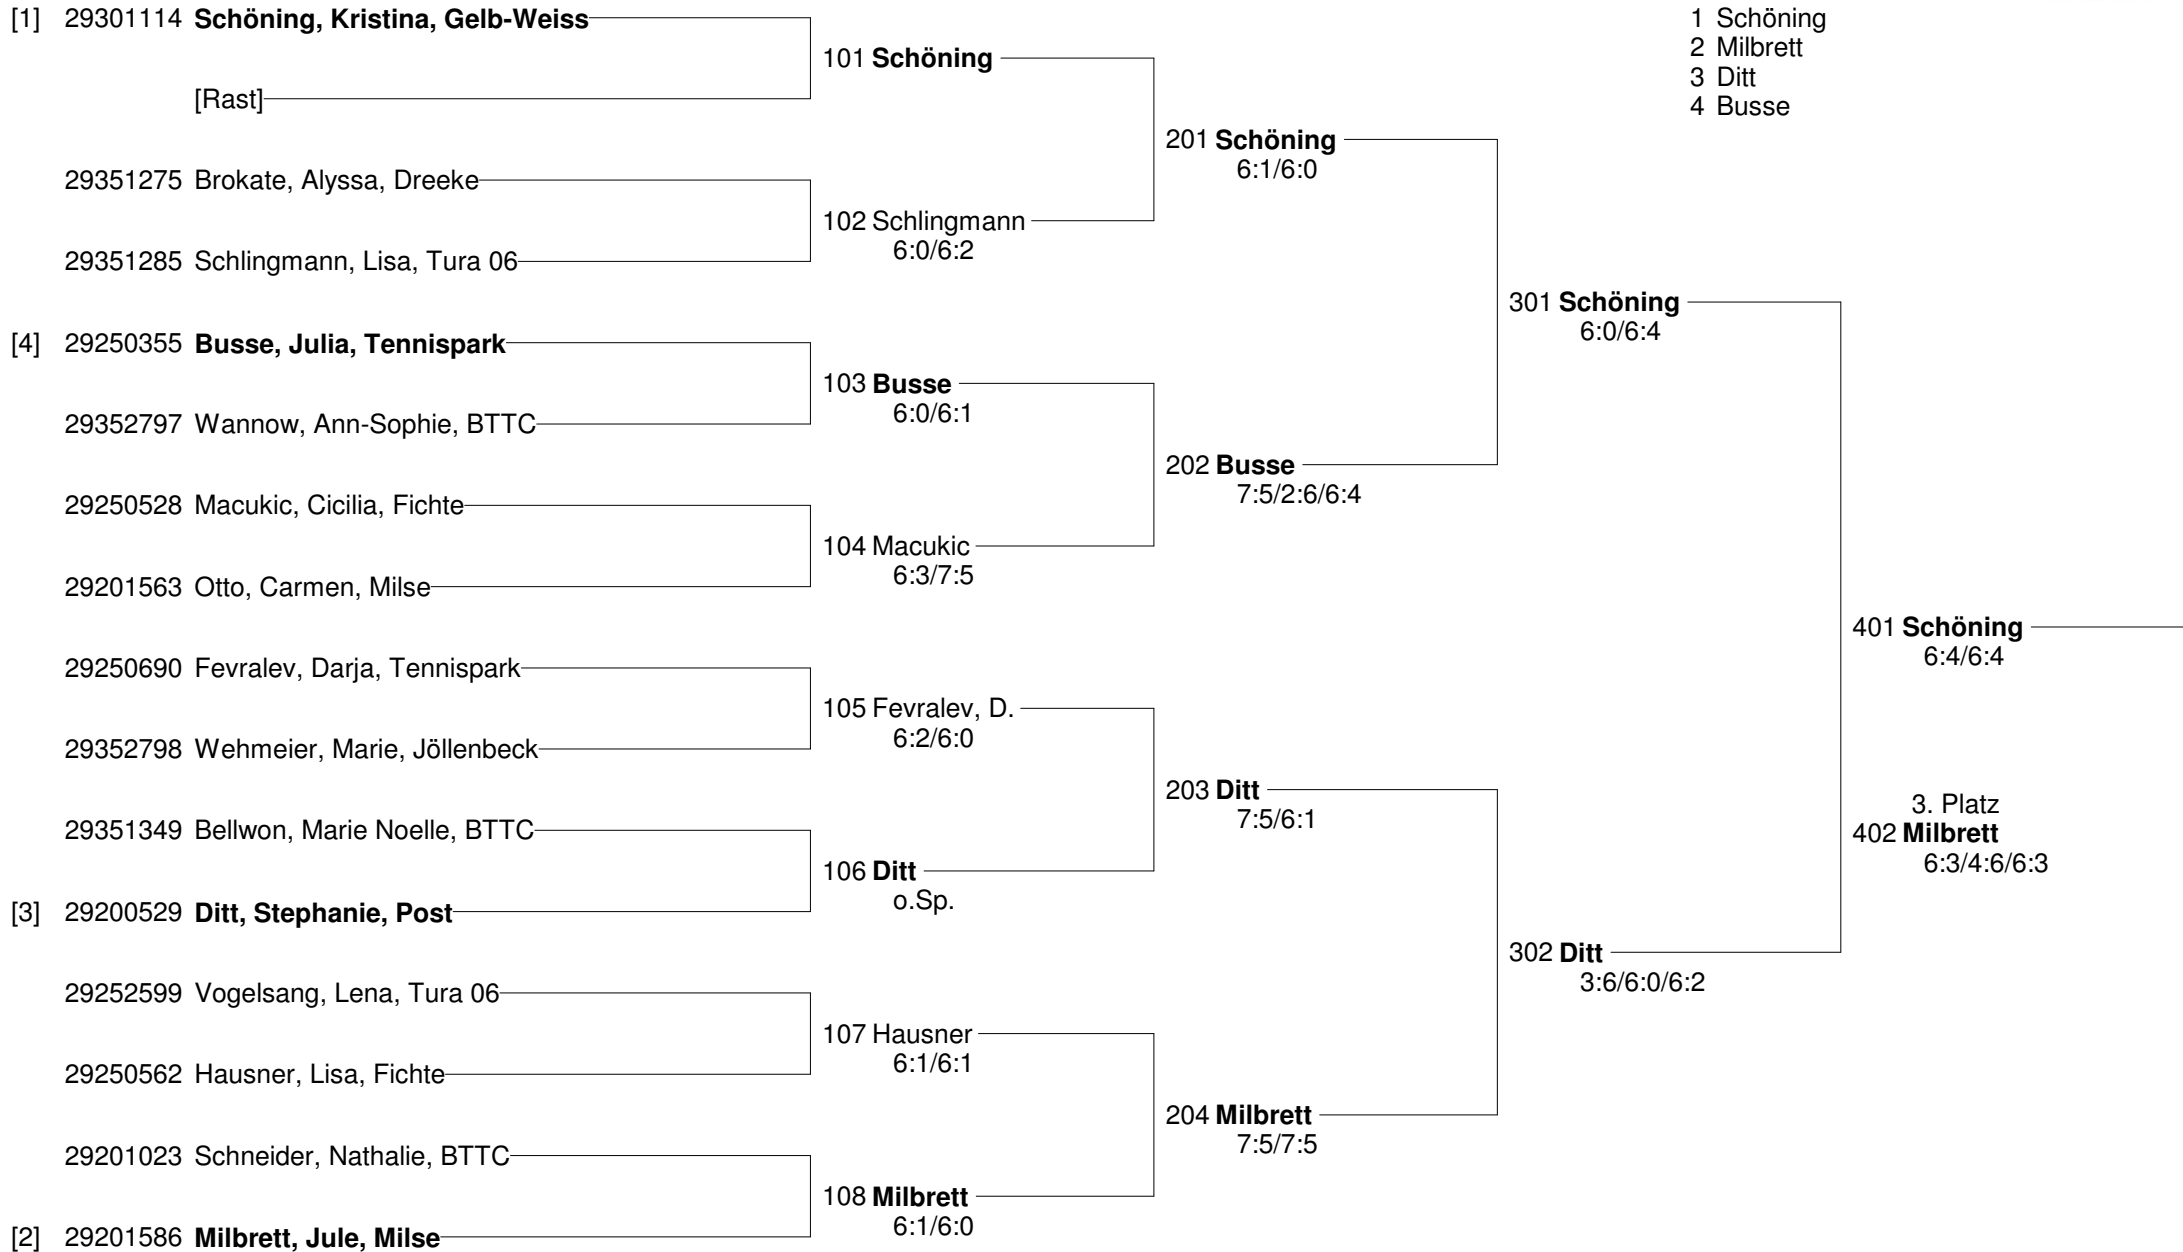 [1] 29301114 Schöning, Kristina, Gelb-Weiss
[Rast]
29351275 Brokate, Alyssa, Dreeke
29351285 Schlingmann, Lisa, Tura 06
[4] 29250355 Busse, Julia, Tennispark
29352797 Wannow, Ann-Sophie, BTTC
29250528 Macukic, Cicilia, Fichte
29201563 Otto, Carmen, Milse
29250690 Fevralev, Darja, Tennispark
29352798 Wehmeier, Marie, Jöllenbeck
29351349 Bellwon, Marie Noelle, BTTC
[3] 29200529 Ditt, Stephanie, Post
29252599 Vogelsang, Lena, Tura 06
29250562 Hausner, Lisa, Fichte
29201023 Schneider, Nathalie, BTTC
[2] 29201586 Milbrett, Jule, Milse
101 Schöning
102 Schlingmann
6:0/6:2
103 Busse
6:0/6:1
104 Macukic
6:3/7:5
105 Fevralev, D.
6:2/6:0
106 Ditt
o.Sp.
107 Hausner
6:1/6:1
108 Milbrett
6:1/6:0
201 Schöning
6:1/6:0
202 Busse
7:5/2:6/6:4
203 Ditt
7:5/6:1
204 Milbrett
7:5/7:5
301 Schöning
6:0/6:4
302 Ditt
3:6/6:0/6:2
401 Schöning
6:4/6:4
3. Platz
402 Milbrett
6:3/4:6/6:3
1 Schöning
2 Milbrett
3 Ditt
4 Busse